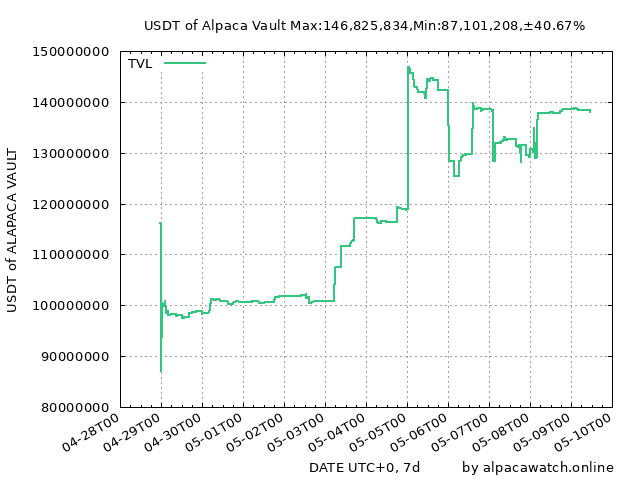 USDT of Alpaca Vault Max:146,825,834,Min:87,101,208,±40.67%
TVL
USDT of ALAPACA VAULT
150000000
140000000
130000000
120000000
110000000
100000000
90000000
80000000
04-28T00
04-29T00
04-30T00
05-01T00
05-02T00
05-03T00
05-04T00
05-05T00
05-06T00
05-07T00
05-08T00
05-09T00
05-10T00
DATE UTC+0, 7d
by alpacawatch.online